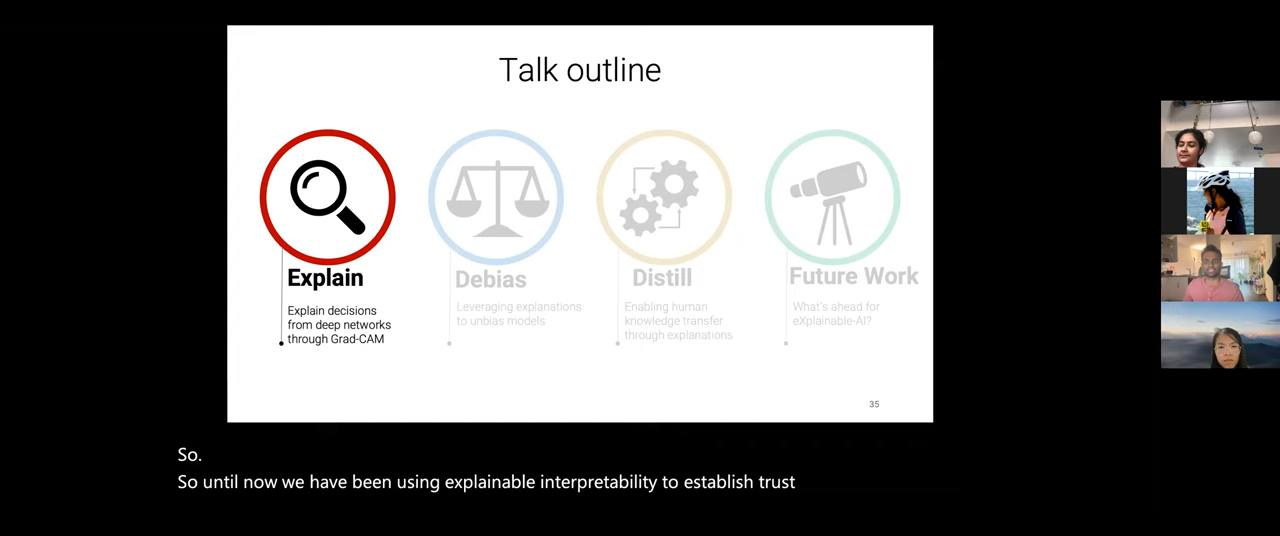 Talk outline
Explain
Explain decisions
from deep networks
through Grad-CAM
Debias
Leveraging explanations
to unbias models
Distill
Enabling human
knowledge transfer
through explanations
Future Work
What's ahead for
eXplainable-AI?
35
So.
So until now we have been using explainable interpretability to establish trust